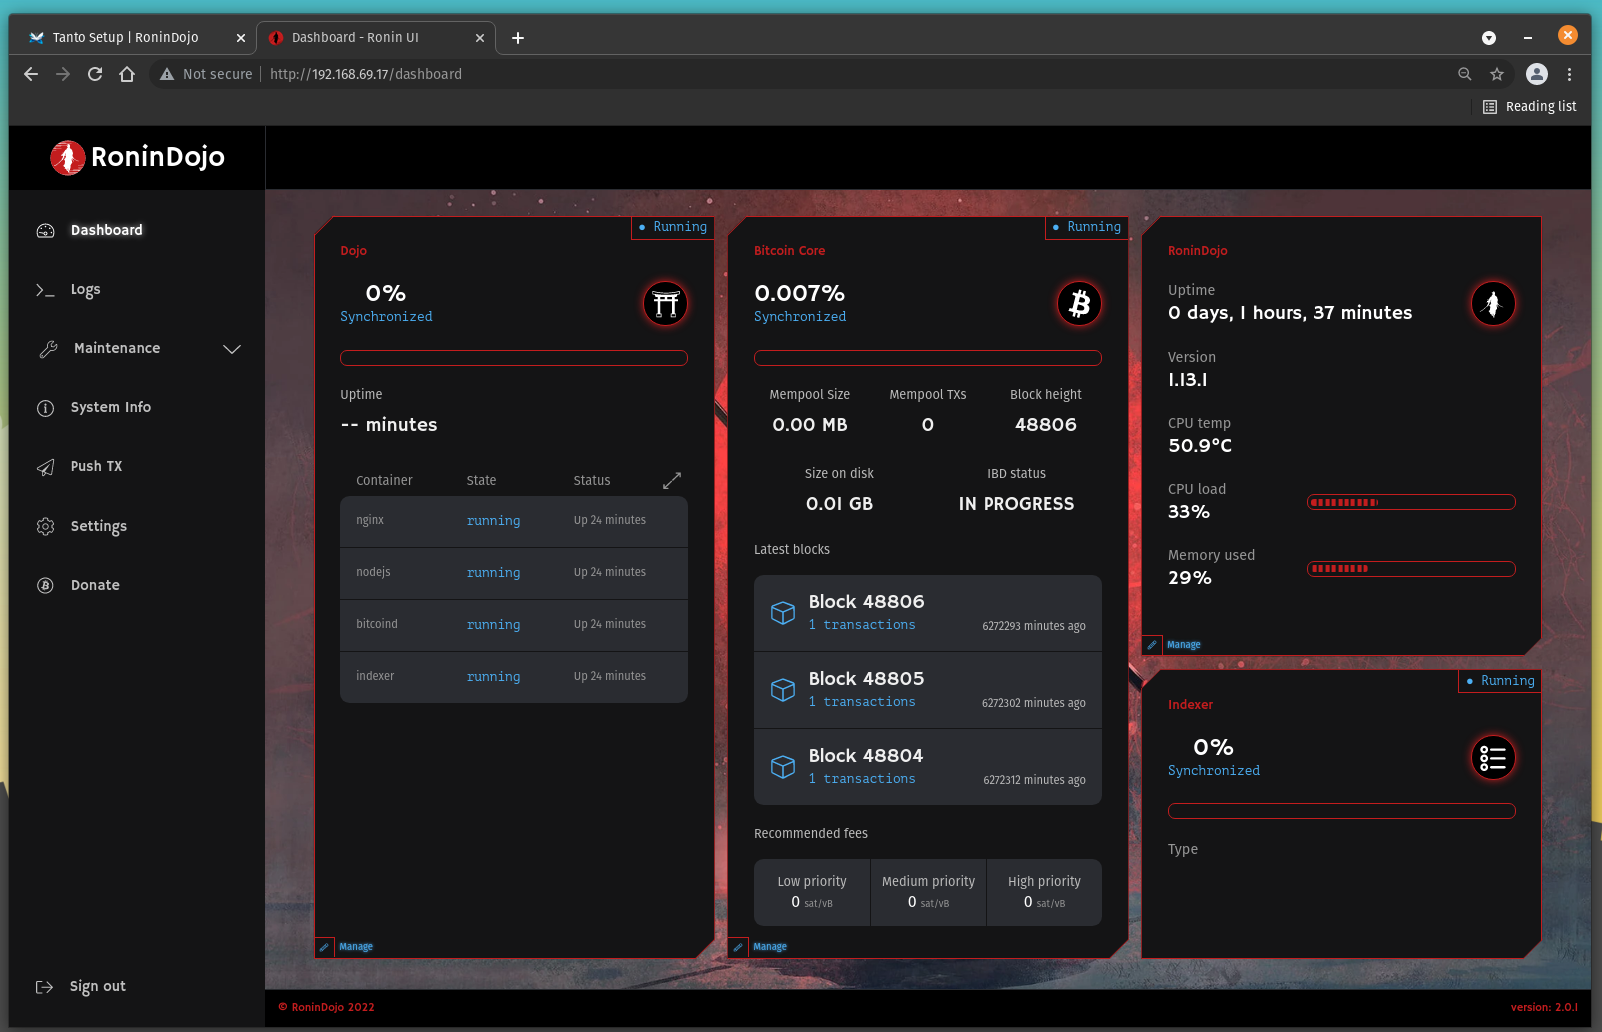 Tanto Setup | RoninDojo
Dashboard - Ronin UI
Not secure
http://192.168.69.17/dashboard
Reading list
RoninDojo
Dashboard
Logs
Maintenance
System Info
Push TX
Settings
Donate
Sign out
Running
Dojo
0%
Synchronized
Uptime
-- minutes
Container State Status
nginx running Up 24 minutes
nodejs running Up 24 minutes
bitcoind running Up 24 minutes
indexer running Up 24 minutes
Manage
Running
Bitcoin Core
0.007%
Synchronized
Mempool Size Mempool TXs Block height
0.00 MB 0 48806
Size on disk IBD status
0.01 GB IN PROGRESS
Latest blocks
Block 48806
1 transactions 6272293 minutes ago
Block 48805
1 transactions 6272302 minutes ago
Block 48804
1 transactions 6272312 minutes ago
Recommended fees
Low priority Medium priority High priority
0 sat/vB 0 sat/vB 0 sat/vB
Manage
RoninDojo
Uptime
0 days, 1 hours, 37 minutes
Version
1.13.1
CPU temp
50.9°C
CPU load
33%
Memory used
29%
Manage
Running
Indexer
0%
Synchronized
Type
© RoninDojo 2022
version: 2.0.1